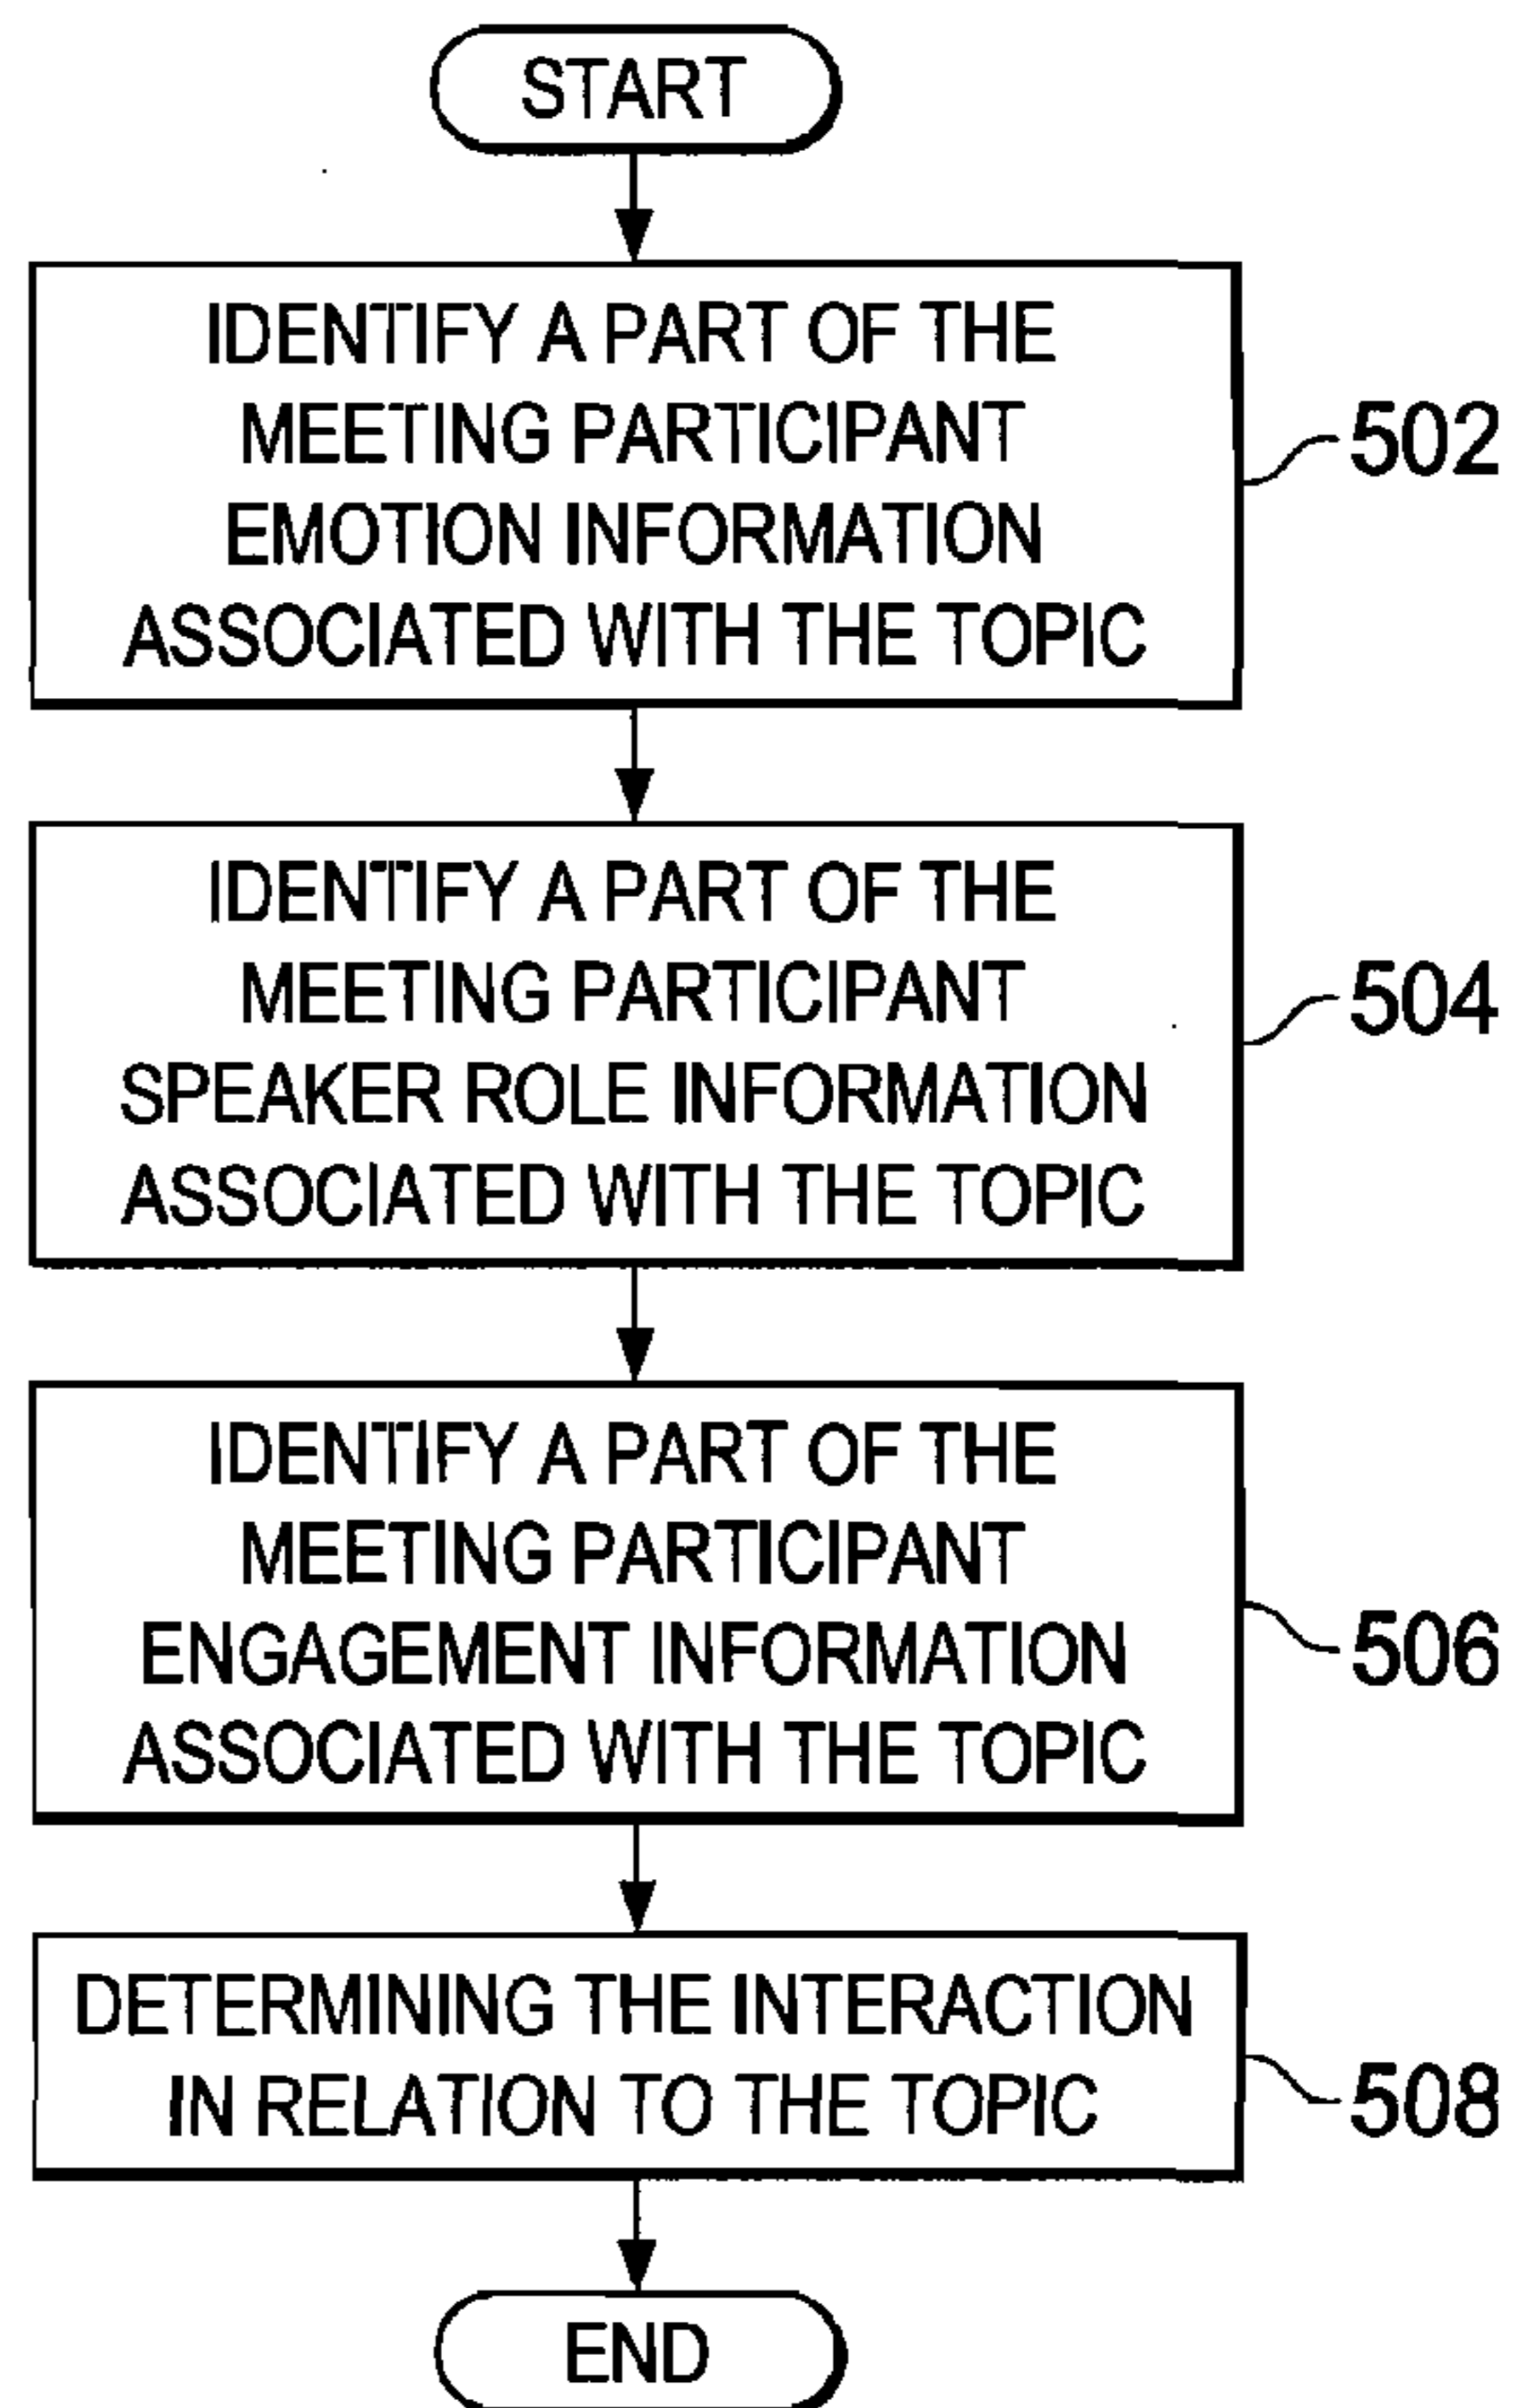 START
IDENTIFY A PART OF THE
MEETING PARTICIPANT
EMOTION INFORMATION
ASSOCIATED WITH THE TOPIC
502
IDENTIFY A PART OF THE
MEETING PARTICIPANT
SPEAKER ROLE INFORMATION
ASSOCIATED WITH THE TOPIC
504
IDENTIFY A PART OF THE
MEETING PARTICIPANT
ENGAGEMENT INFORMATION
ASSOCIATED WITH THE TOPIC
506
DETERMINING THE INTERACTION
IN RELATION TO THE TOPIC
508
END